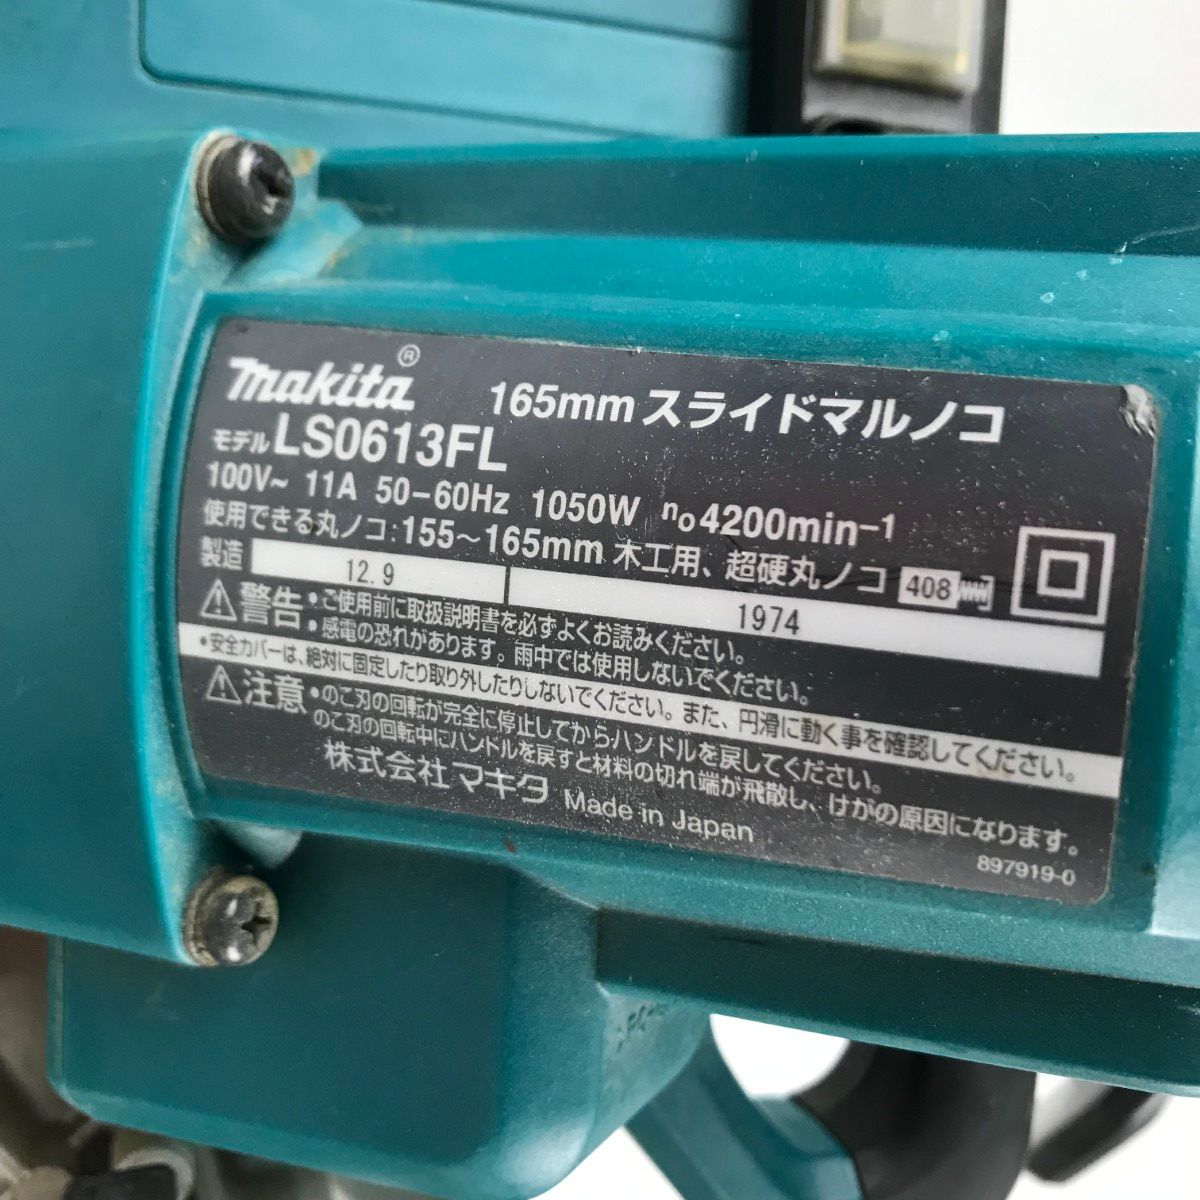 makita® 165mmスライドマルノコ
モデルLS0613FL
100V~ 11A 50-60Hz 1050W n₀4200min-1
使用できる丸ノコ:155～165mm 木工用、超硬丸ノコ 408
製造 12.9 1974
⚠警告 •ご使用前に取扱説明書を必ずよくお読みください。
•感電の恐れがあります。雨中では使用しないでください。
•安全カバーは、絶対に固定したり取り外したりしないでください。また、円滑に動く事を確認してください。
⚠注意 •のこ刃の回転が完全に停止してからハンドルを戻してください。
のこ刃の回転中にハンドルを戻すと材料の切れ端が飛散し、けがの原因になります。
株式会社マキタ Made in Japan
897919-0